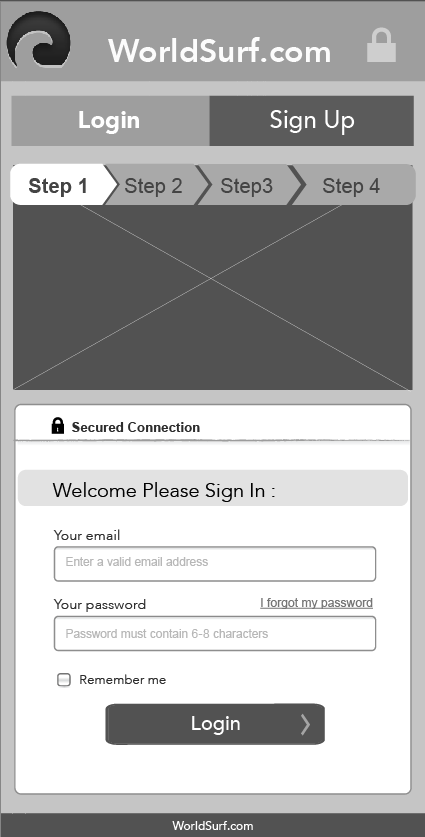 WorldSurf.com
Login Sign Up
Step 1 Step 2 Step3 Step 4
Secured Connection
Welcome Please Sign In :
Your email
Enter a valid email address
Your password I forgot my password
Password must contain 6-8 characters
Remember me
Login
WorldSurf.com